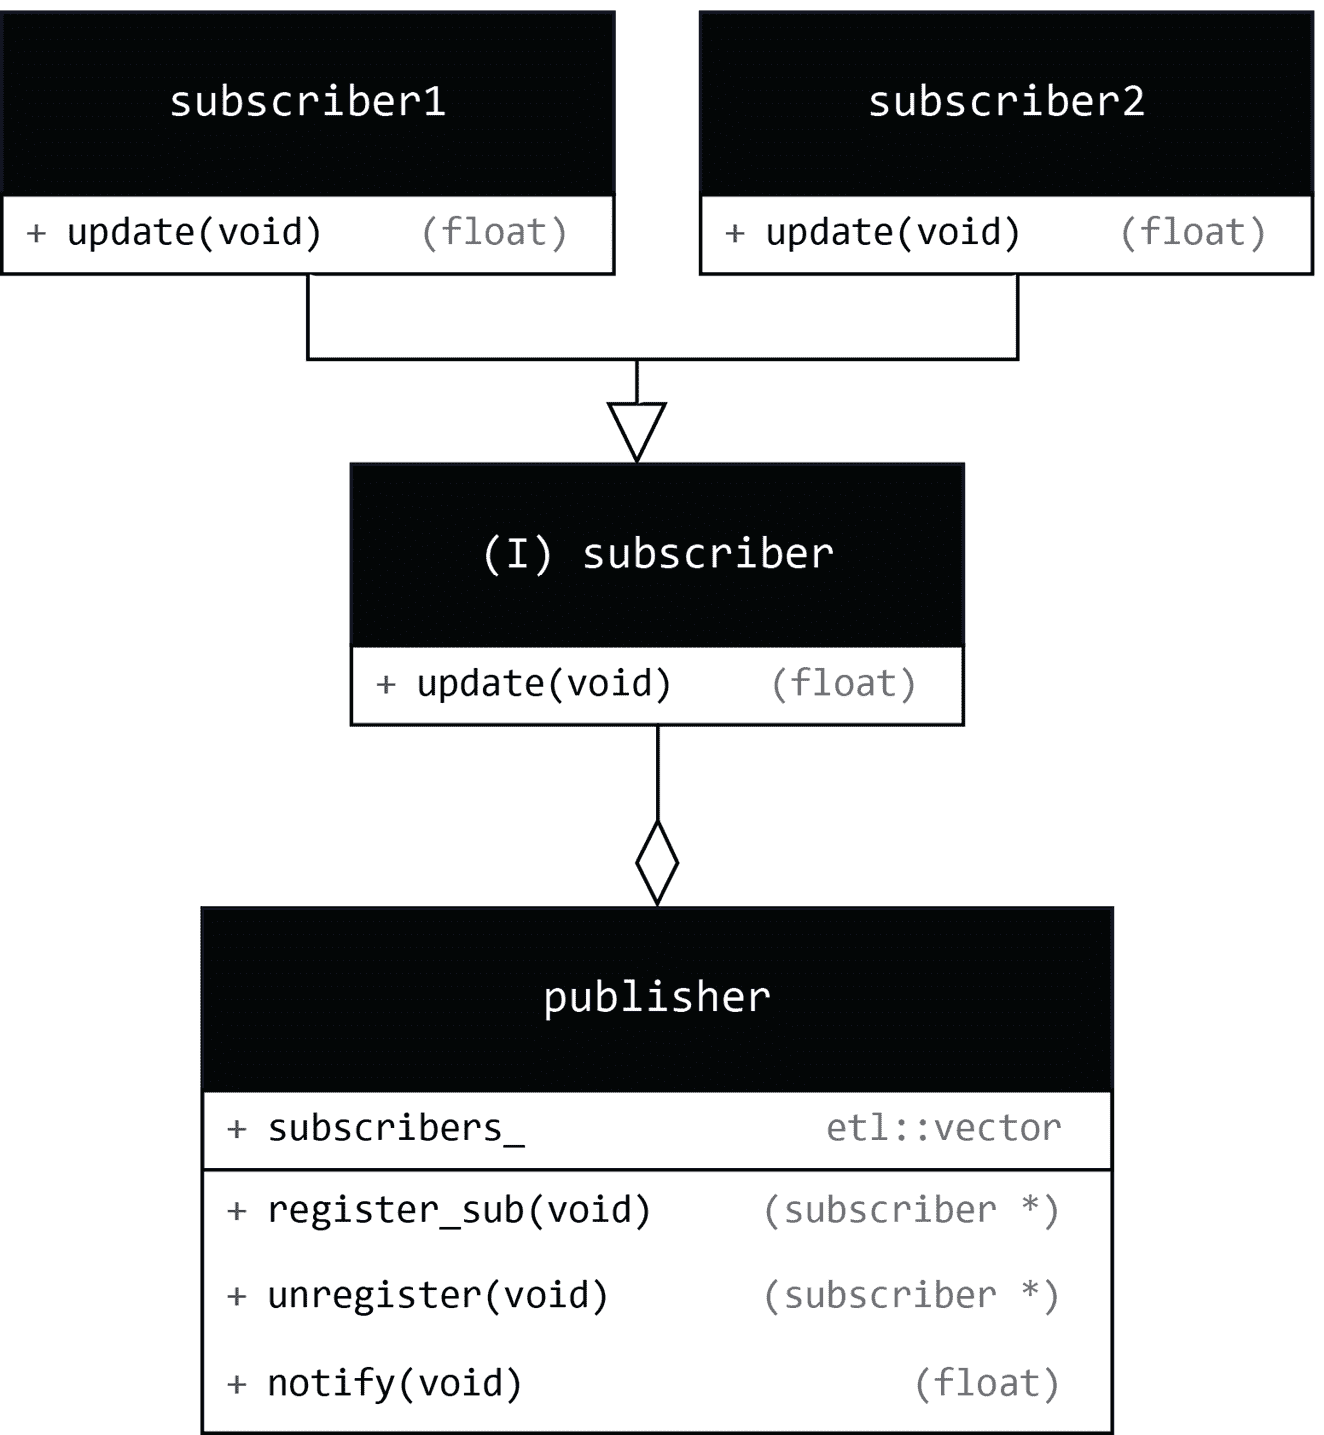 subscriber1
+ update(void) (float)
subscriber2
+ update(void) (float)
(I) subscriber
+ update(void) (float)
publisher
+ subscribers_ etl::vector
+ register_sub(void) (subscriber *)
+ unregister(void) (subscriber *)
+ notify(void) (float)